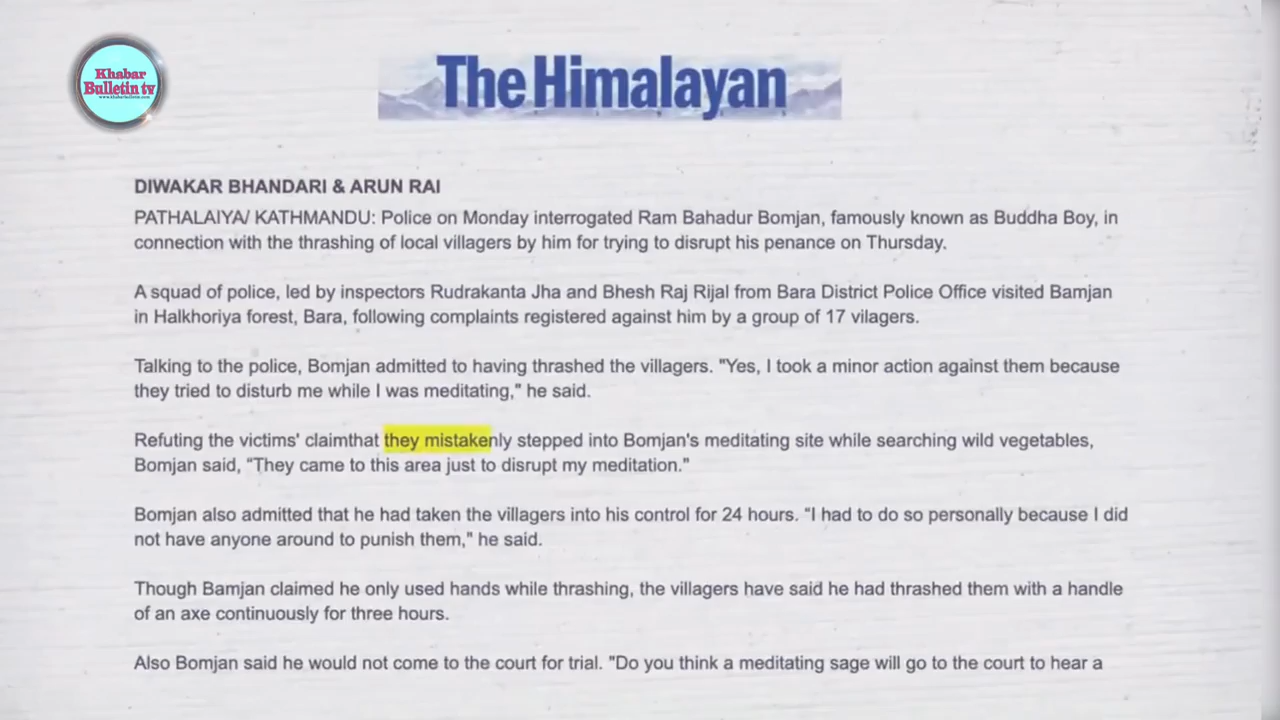 Khabar
Bulletin tv
www.khabarbulletin.com
The Himalayan
DIWAKAR BHANDARI & ARUN RAI
PATHALAIYA/ KATHMANDU: Police on Monday interrogated Ram Bahadur Bomjan, famously known as Buddha Boy, in
connection with the thrashing of local villagers by him for trying to disrupt his penance on Thursday.
A squad of police, led by inspectors Rudrakanta Jha and Bhesh Raj Rijal from Bara District Police Office visited Bamjan
in Halkhoriya forest, Bara, following complaints registered against him by a group of 17 vilagers.
Talking to the police, Bomjan admitted to having thrashed the villagers. "Yes, I took a minor action against them because
they tried to disturb me while I was meditating," he said.
Refuting the victims' claimthat they mistakenly stepped into Bomjan's meditating site while searching wild vegetables,
Bomjan said, “They came to this area just to disrupt my meditation."
Bomjan also admitted that he had taken the villagers into his control for 24 hours. “I had to do so personally because I did
not have anyone around to punish them," he said.
Though Bamjan claimed he only used hands while thrashing, the villagers have said he had thrashed them with a handle
of an axe continuously for three hours.
Also Bomjan said he would not come to the court for trial. "Do you think a meditating sage will go to the court to hear a